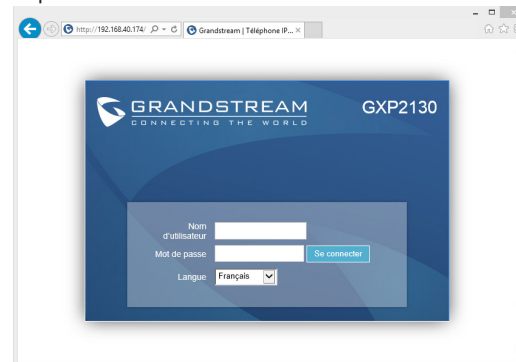 http://192.168.40.174/
Grandstream | Téléphone IP...
GRANDSTREAM
CONNECTING THE WORLD
GXP2130
Nom
d'utilisateur
Mot de passe
Se connecter
Langue
Français